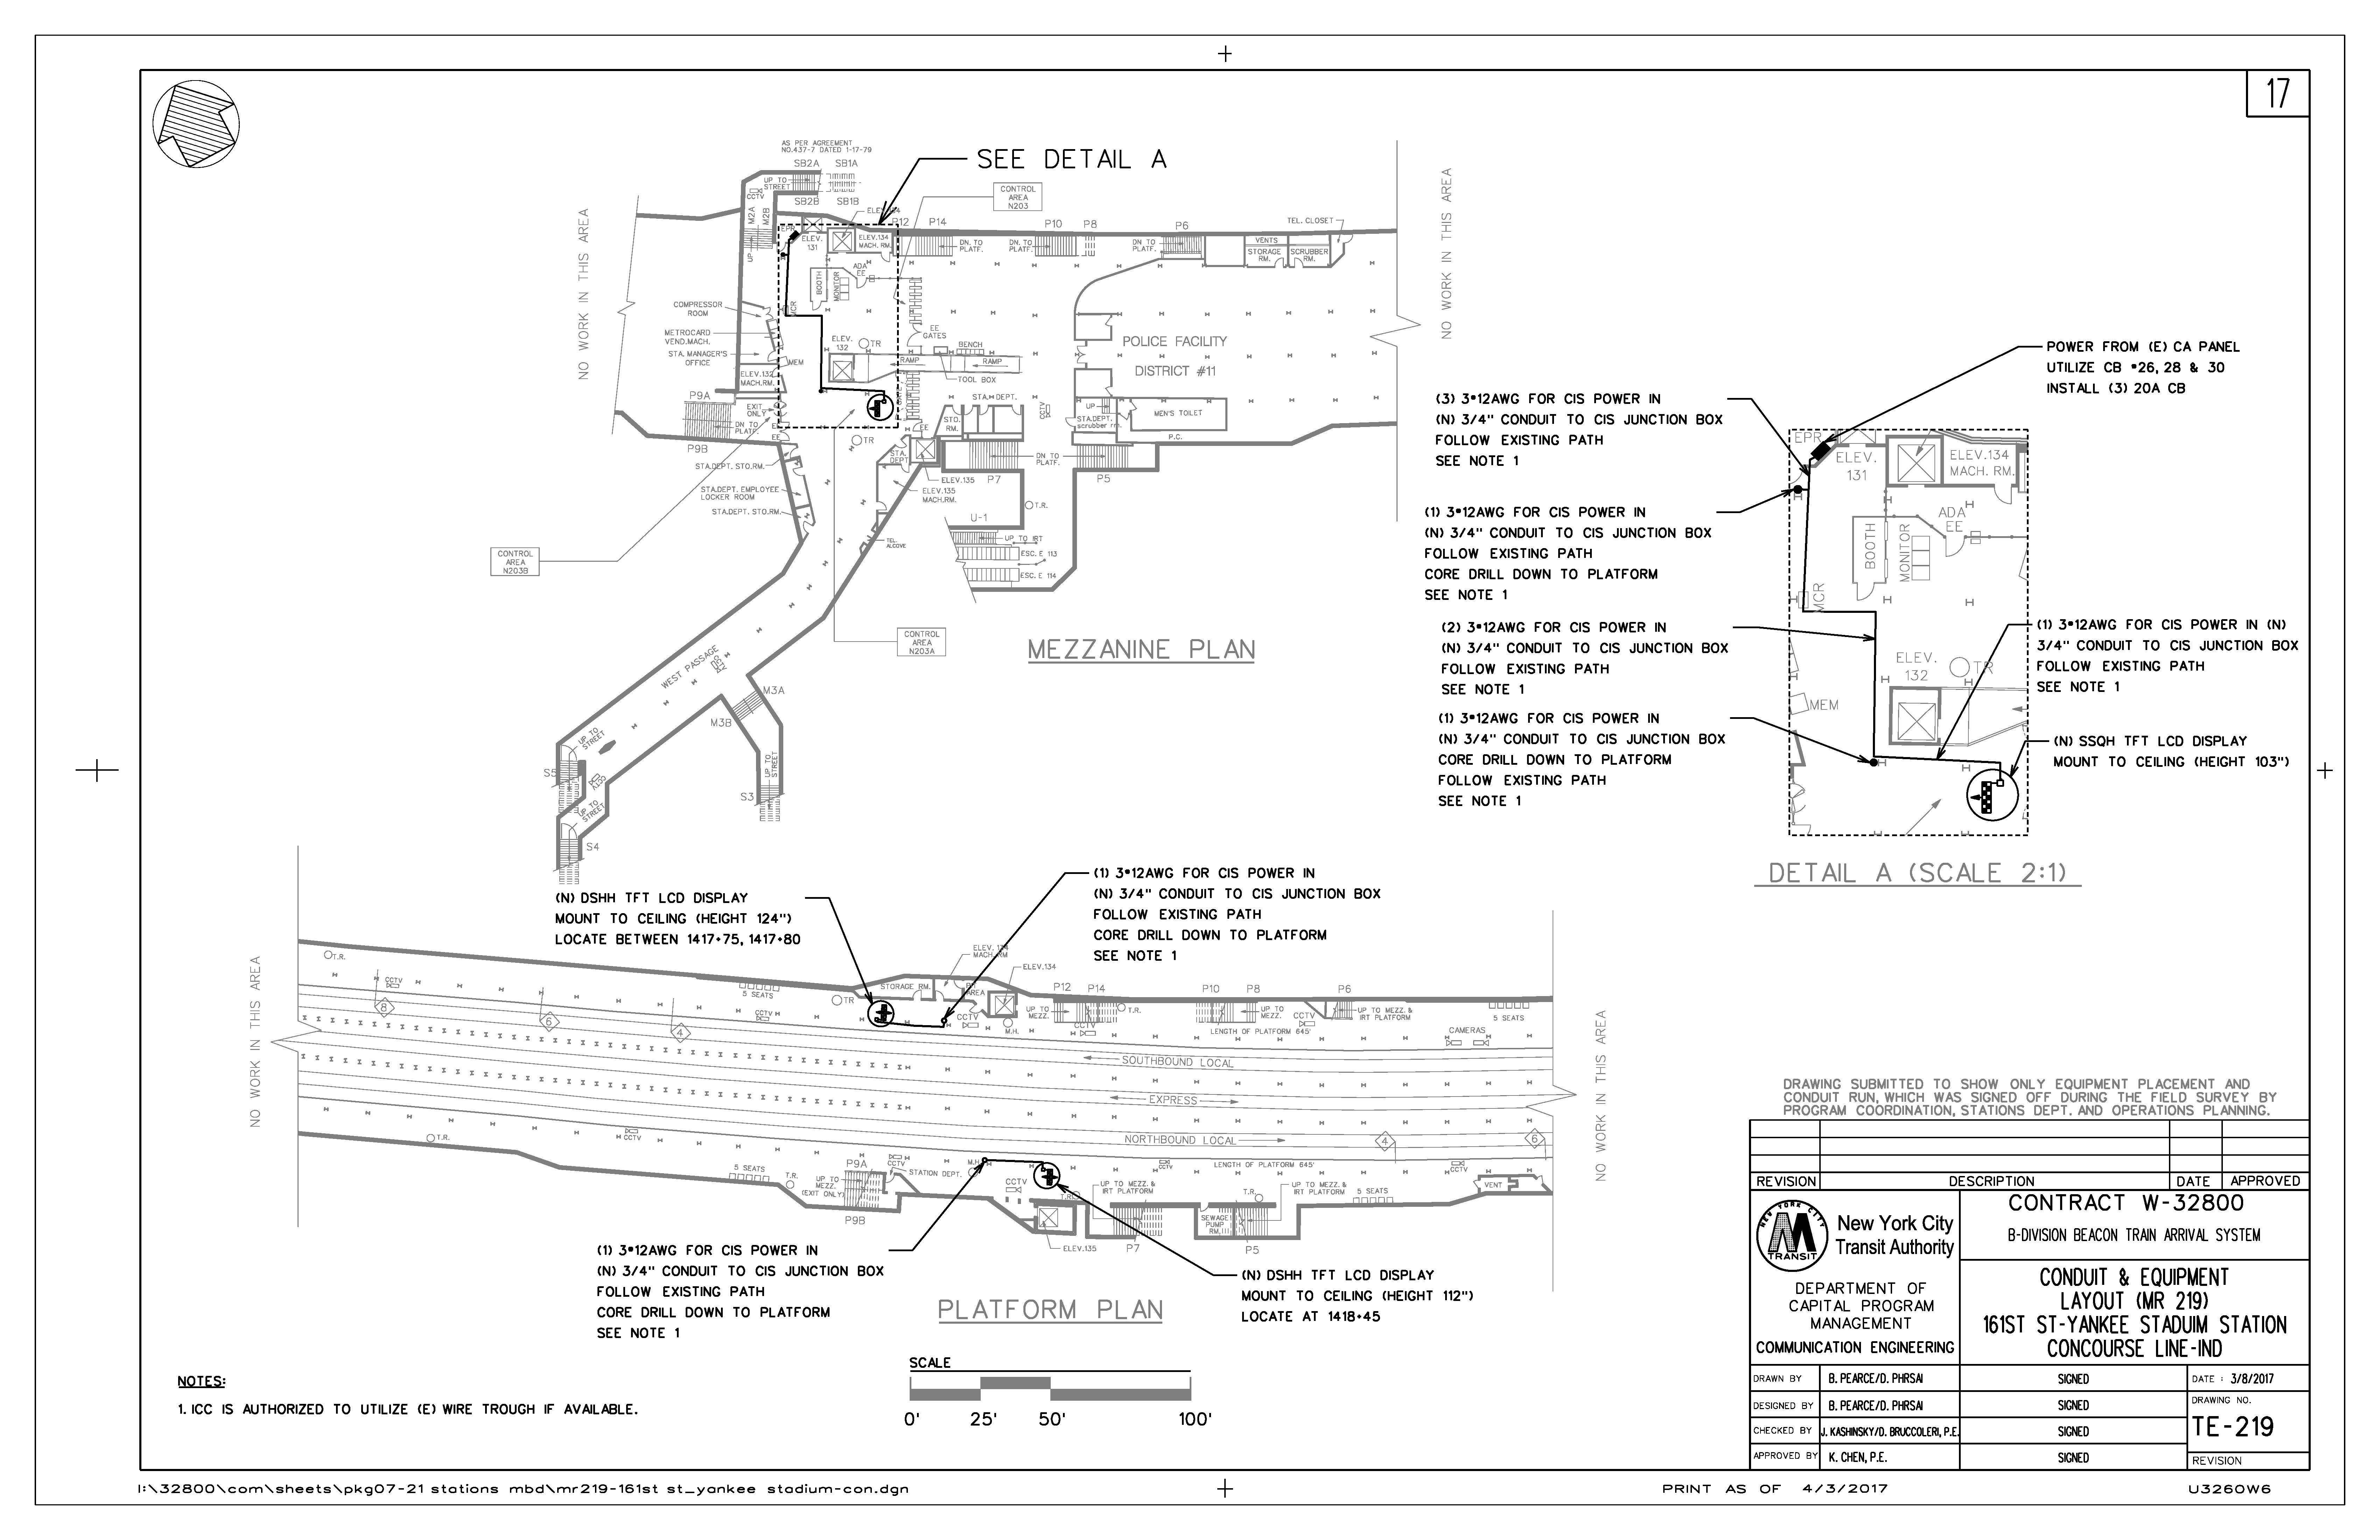 17
AS PER AGREEMENT
NO.437-7 DATED 1-17-79
SB2A SB1A
UP TO
STREET
CCTV
SB2B SB1B
M2A
M2B
UP
SEE DETAIL A
CONTROL
AREA
N203
P12 P14
P10 P8
P6
TEL. CLOSET
EPR
ELEV.
131
ELEV.134
MACH. RM.
DN. TO
PLATF.
DN. TO
PLATF.
DN TO
PLATF.
VENTS
STORAGE
RM.
SCRUBBER
RM.
ADA
EE
BOOTH
MONITOR
MCR
COMPRESSOR
ROOM
METROCARD
VEND.MACH.
STA. MANAGER'S
OFFICE
MEM
ELEV.132
MACH.RM.
ELEV.
132
TR
EE
GATES
BENCH
RAMP
RAMP
TOOL BOX
POLICE FACILITY
DISTRICT #11
NO WORK IN THIS AREA
NO WORK IN THIS AREA
P9A
EXIT
ONLY
DN TO
PLATF.
P9B
EE
TR
STA. DEPT.
STO.
RM.
EE
CCTV
UP
STA.DEPT.
scrubber rm.
MEN'S TOILET
P.C.
STA.DEPT. STO.RM.
STA.
DEPT
DN TO
PLATF.
STA.DEPT. EMPLOYEE
LOCKER ROOM
STA.DEPT. STO.RM.
ELEV.135
ELEV.135
MACH.RM.
P7
P5
T.R.
U-1
UP TO IRT
ESC. E 113
ESC. E 114
TEL.
ALCOVE
CONTROL
AREA
N203B
CONTROL
AREA
N203A
WEST PASSAGE
M3A
M3B
UP TO
STREET
S5
CCTV
UP TO
STREET
S4
UP TO
STREET
S3
MEZZANINE PLAN
POWER FROM (E) CA PANEL
UTILIZE CB #26, 28 & 30
INSTALL (3) 20A CB
(3) 3#12AWG FOR CIS POWER IN
(N) 3/4" CONDUIT TO CIS JUNCTION BOX
FOLLOW EXISTING PATH
SEE NOTE 1
(1) 3#12AWG FOR CIS POWER IN
(N) 3/4" CONDUIT TO CIS JUNCTION BOX
FOLLOW EXISTING PATH
CORE DRILL DOWN TO PLATFORM
SEE NOTE 1
(2) 3#12AWG FOR CIS POWER IN
(N) 3/4" CONDUIT TO CIS JUNCTION BOX
FOLLOW EXISTING PATH
SEE NOTE 1
(1) 3#12AWG FOR CIS POWER IN
(N) 3/4" CONDUIT TO CIS JUNCTION BOX
CORE DRILL DOWN TO PLATFORM
FOLLOW EXISTING PATH
SEE NOTE 1
EPR
ELEV.
131
ELEV.134
MACH. RM.
ADA
EE
BOOTH
MONITOR
MCR
ELEV.
132
TR
MEM
(1) 3#12AWG FOR CIS POWER IN (N)
3/4" CONDUIT TO CIS JUNCTION BOX
FOLLOW EXISTING PATH
SEE NOTE 1
(N) SSQH TFT LCD DISPLAY
MOUNT TO CEILING (HEIGHT 103")
DETAIL A (SCALE 2:1)
(N) DSHH TFT LCD DISPLAY
MOUNT TO CEILING (HEIGHT 124")
LOCATE BETWEEN 1417+75, 1417+80
(1) 3#12AWG FOR CIS POWER IN
(N) 3/4" CONDUIT TO CIS JUNCTION BOX
FOLLOW EXISTING PATH
CORE DRILL DOWN TO PLATFORM
SEE NOTE 1
NO WORK IN THIS AREA
T.R.
CCTV
8
6
4
5 SEATS
CCTV
TR
STORAGE RM.
MACH. RM
AREA
ELEV.134
CCTV
M.H.
P12 P14
UP TO
MEZZ.
T.R.
CCTV
P10 P8
UP TO
MEZZ.
CCTV
P6
UP TO MEZZ. &
IRT PLATFORM
LENGTH OF PLATFORM 645'
CAMERAS
5 SEATS
SOUTHBOUND LOCAL
EXPRESS
NORTHBOUND LOCAL
4
6
NO WORK IN THIS AREA
T.R.
CCTV
5 SEATS
T.R.
P9A
UP TO
MEZZ.
(EXIT ONLY)
P9B
CCTV
STATION DEPT.
M.H.
CCTV
T.R.
ELEV.135
UP TO MEZZ. &
IRT PLATFORM
P7
CCTV
LENGTH OF PLATFORM 645'
SEWAGE
PUMP
RM.
T.R.
UP TO MEZZ. &
IRT PLATFORM
P5
5 SEATS
CCTV
VENT
(1) 3#12AWG FOR CIS POWER IN
(N) 3/4" CONDUIT TO CIS JUNCTION BOX
FOLLOW EXISTING PATH
CORE DRILL DOWN TO PLATFORM
SEE NOTE 1
(N) DSHH TFT LCD DISPLAY
MOUNT TO CEILING (HEIGHT 112")
LOCATE AT 1418+45
PLATFORM PLAN
SCALE
0' 25' 50' 100'
NOTES:
1. ICC IS AUTHORIZED TO UTILIZE (E) WIRE TROUGH IF AVAILABLE.
DRAWING SUBMITTED TO SHOW ONLY EQUIPMENT PLACEMENT AND
CONDUIT RUN, WHICH WAS SIGNED OFF DURING THE FIELD SURVEY BY
PROGRAM COORDINATION, STATIONS DEPT. AND OPERATIONS PLANNING.
REVISION DESCRIPTION DATE APPROVED
NEW YORK CITY
TRANSIT
New York City
Transit Authority
DEPARTMENT OF
CAPITAL PROGRAM
MANAGEMENT
COMMUNICATION ENGINEERING
CONTRACT W-32800
B-DIVISION BEACON TRAIN ARRIVAL SYSTEM
CONDUIT & EQUIPMENT
LAYOUT (MR 219)
161ST ST-YANKEE STADUIM STATION
CONCOURSE LINE-IND
DRAWN BY B. PEARCE/D. PHRSAI SIGNED DATE : 3/8/2017
DESIGNED BY B. PEARCE/D. PHRSAI SIGNED DRAWING NO.
CHECKED BY J. KASHINSKY/D. BRUCCOLERI, P.E. SIGNED TE-219
APPROVED BY K. CHEN, P.E. SIGNED REVISION
I:\32800\com\sheets\pkg07-21 stations mbd\mr219-161st st_yankee stadium-con.dgn
PRINT AS OF 4/3/2017
U3260W6